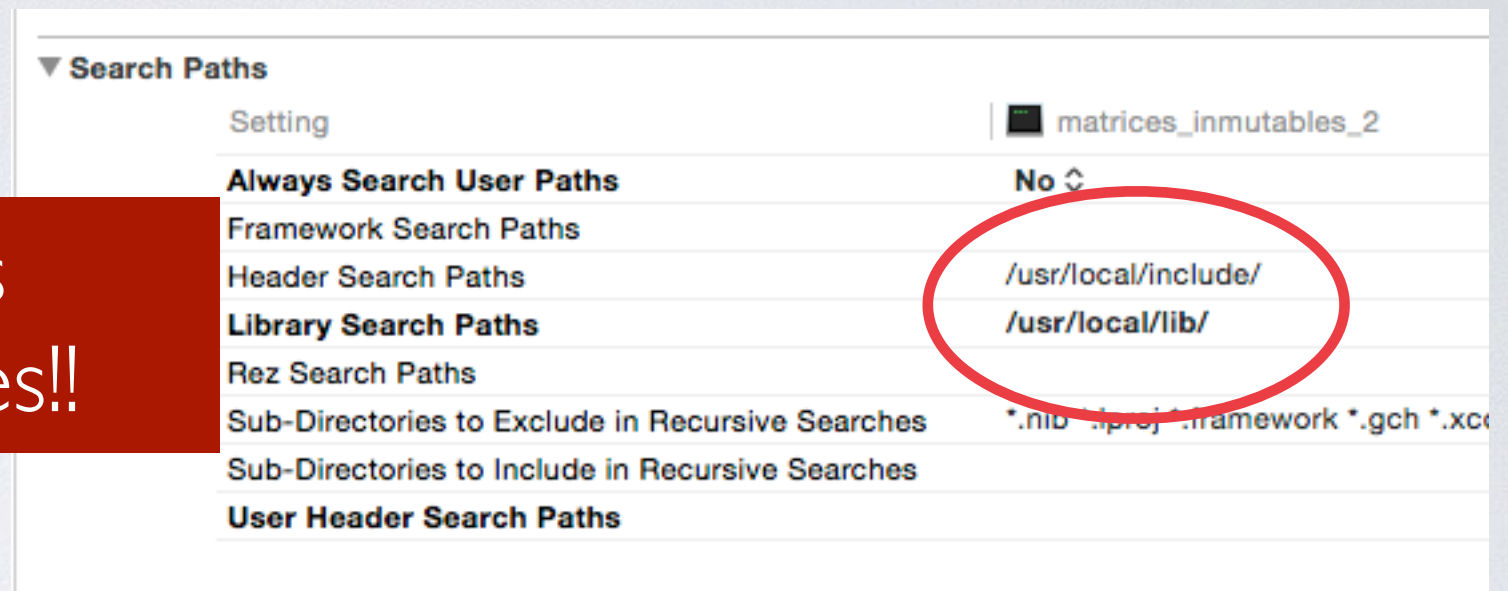 Search Paths
Setting matrices_inmutables_2
Always Search User Paths No
Framework Search Paths
Header Search Paths /usr/local/include/
Library Search Paths /usr/local/lib/
Rez Search Paths
Sub-Directories to Exclude in Recursive Searches *.nib *.lproj *.framework *.gch
Sub-Directories to Include in Recursive Searches
User Header Search Paths